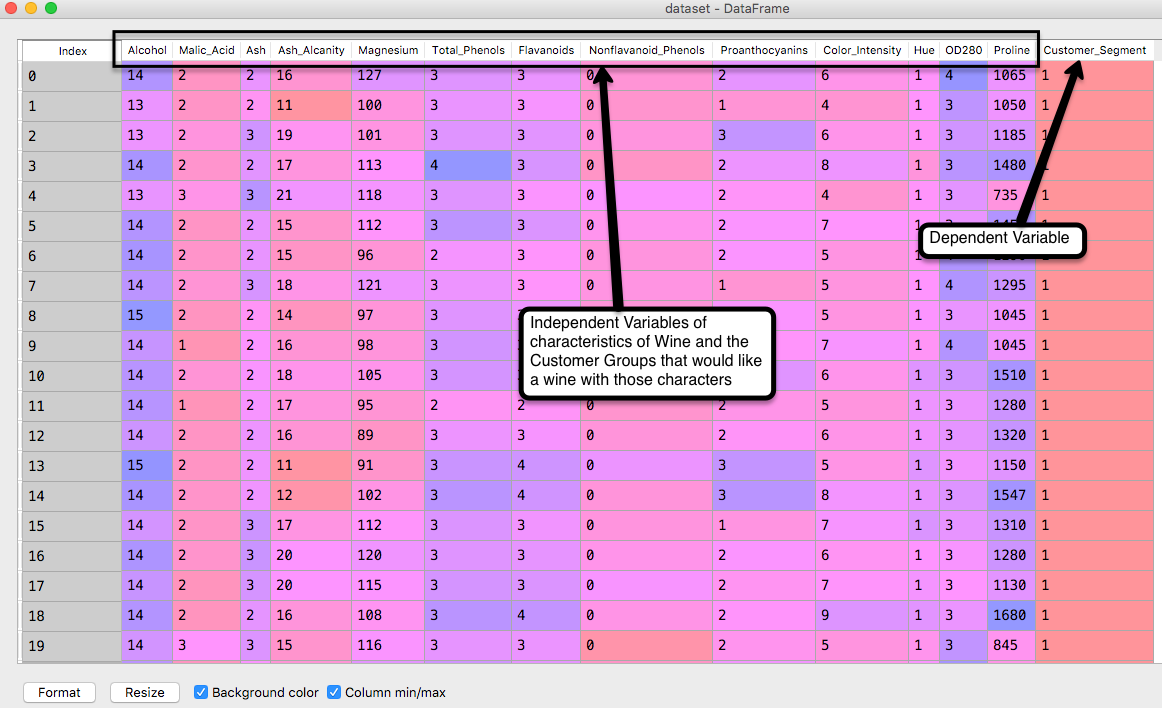 dataset - DataFrame
Index Alcohol Malic_Acid Ash Ash_Alcanity Magnesium Total_Phenols Flavanoids Nonflavanoid_Phenols Proanthocyanins Color_Intensity Hue OD280 Proline Customer_Segment
0 14 2 2 16 127 3 3 0 2 6 1 4 1065 1
1 13 2 2 11 100 3 3 0 1 4 1 3 1050 1
2 13 2 3 19 101 3 3 0 3 6 1 3 1185 1
3 14 2 2 17 113 4 3 0 2 8 1 3 1480
4 13 3 3 21 118 3 3 0 2 4 1 3 735 1
5 14 2 2 15 112 3 3 0 2 7 1 3 1
Dependent Variable
6 14 2 2 15 96 2 3 0 2 5 1 1
7 14 2 3 18 121 3 3 0 1 5 1 4 1295 1
8 15 2 2 14 97 3 5 1 3 1045 1
9 14 1 2 16 98 3 7 1 4 1045 1
10 14 2 2 18 105 3 6 1 3 1510 1
Independent Variables of
characteristics of Wine and the
Customer Groups that would like
a wine with those characters
11 14 1 2 17 95 2 2 0 2 5 1 3 1280 1
12 14 2 2 16 89 3 3 0 2 6 1 3 1320 1
13 15 2 2 11 91 3 4 0 3 5 1 3 1150 1
14 14 2 2 12 102 3 4 0 3 8 1 3 1547 1
15 14 2 3 17 112 3 3 0 1 7 1 3 1310 1
16 14 2 3 20 120 3 3 0 2 6 1 3 1280 1
17 14 2 3 20 115 3 3 0 2 7 1 3 1130 1
18 14 2 2 16 108 3 4 0 2 9 1 3 1680 1
19 14 3 3 15 116 3 3 0 2 5 1 3 845 1
Format Resize Background color Column min/max